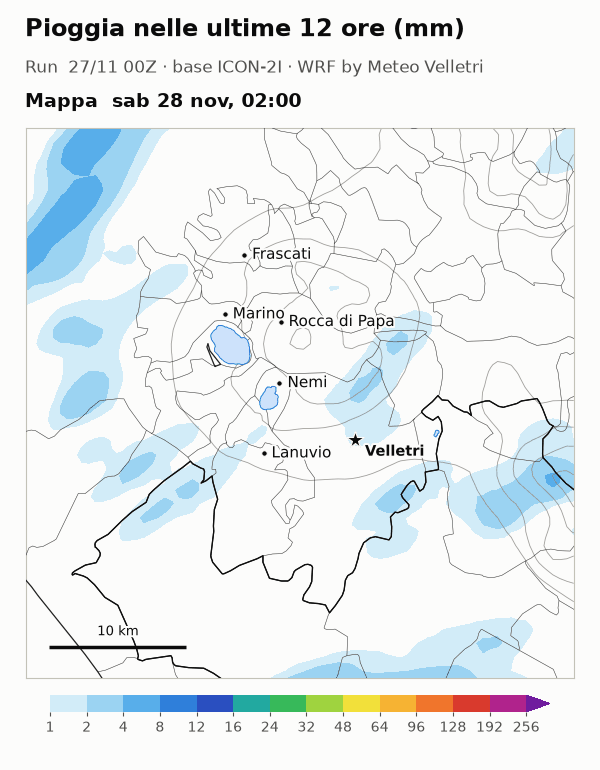 Pioggia nelle ultime 12 ore (mm)
Run 27/11 00Z · base ICON-2I · WRF by Meteo Velletri
Mappa sab 28 nov, 02:00
Frascati
Marino
Rocca di Papa
Nemi
Velletri
Lanuvio
10 km
1 2 4 8 12 16 24 32 48 64 96 128 192 256